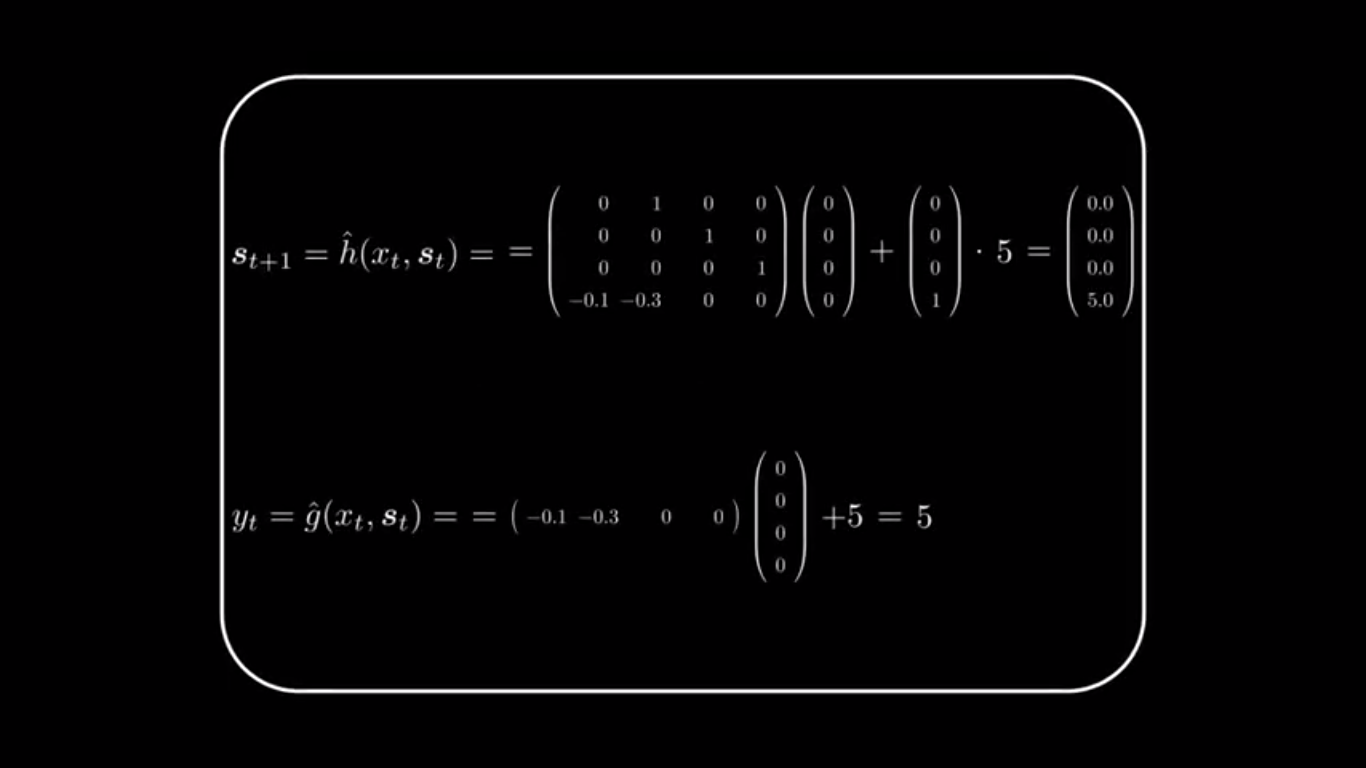 s_{t+1} = ĥ(x_t, s_t) = = ( 0 1 0 0 ; 0 0 1 0 ; 0 0 0 1 ; −0.1 −0.3 0 0 ) ( 0 ; 0 ; 0 ; 0 ) + ( 0 ; 0 ; 0 ; 1 ) · 5 = ( 0.0 ; 0.0 ; 0.0 ; 5.0 )
y_t = ĝ(x_t, s_t) = = ( −0.1 −0.3 0 0 ) ( 0 ; 0 ; 0 ; 0 ) +5 = 5